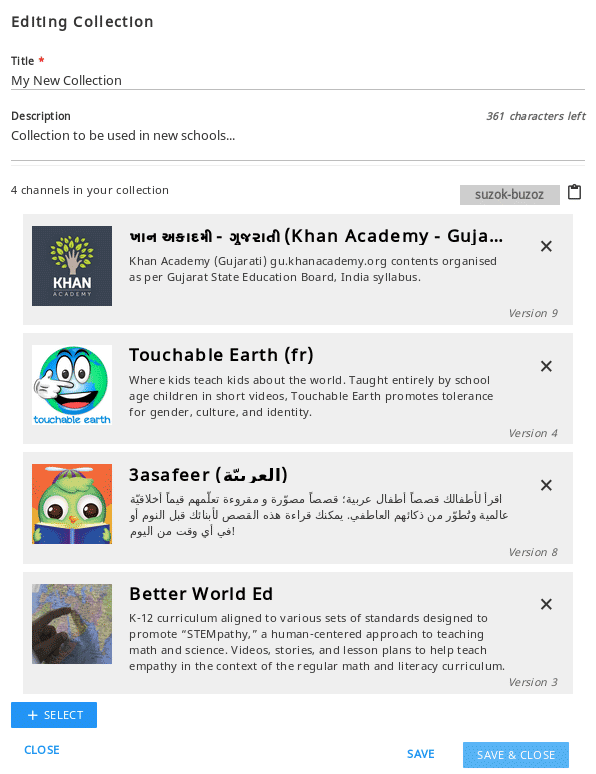 Editing Collection
Title *
My New Collection
Description
361 characters left
Collection to be used in new schools...
4 channels in your collection
suzok-buzoz
ખાન અકાદમી - ગુજરાતી (Khan Academy - Guja...
Khan Academy (Gujarati) gu.khanacademy.org contents organised
as per Gujarat State Education Board, India syllabus.
KHAN
ACADEMY
Version 9
Touchable Earth (fr)
Where kids teach kids about the world. Taught entirely by school
age children in short videos, Touchable Earth promotes tolerance
for gender, culture, and identity.
touchable earth
Version 4
3asafeer (العربيّة)
اقرأ لأطفالك قصصاً أطفال عربية؛ قصصاً مصوّرة و مقروءة تعلّمهم قيماً أخلاقيّة
عالمية وتُطوّر من ذكائهم العاطفي. يمكنك قراءة هذه القصص لأبنائك قبل النوم أو
في أي وقت من اليوم!
Version 8
Better World Ed
K-12 curriculum aligned to various sets of standards designed to
promote “STEMpathy,” a human-centered approach to teaching
math and science. Videos, stories, and lesson plans to help teach
empathy in the context of the regular math and literacy curriculum.
Version 3
+ SELECT
CLOSE
SAVE
SAVE & CLOSE